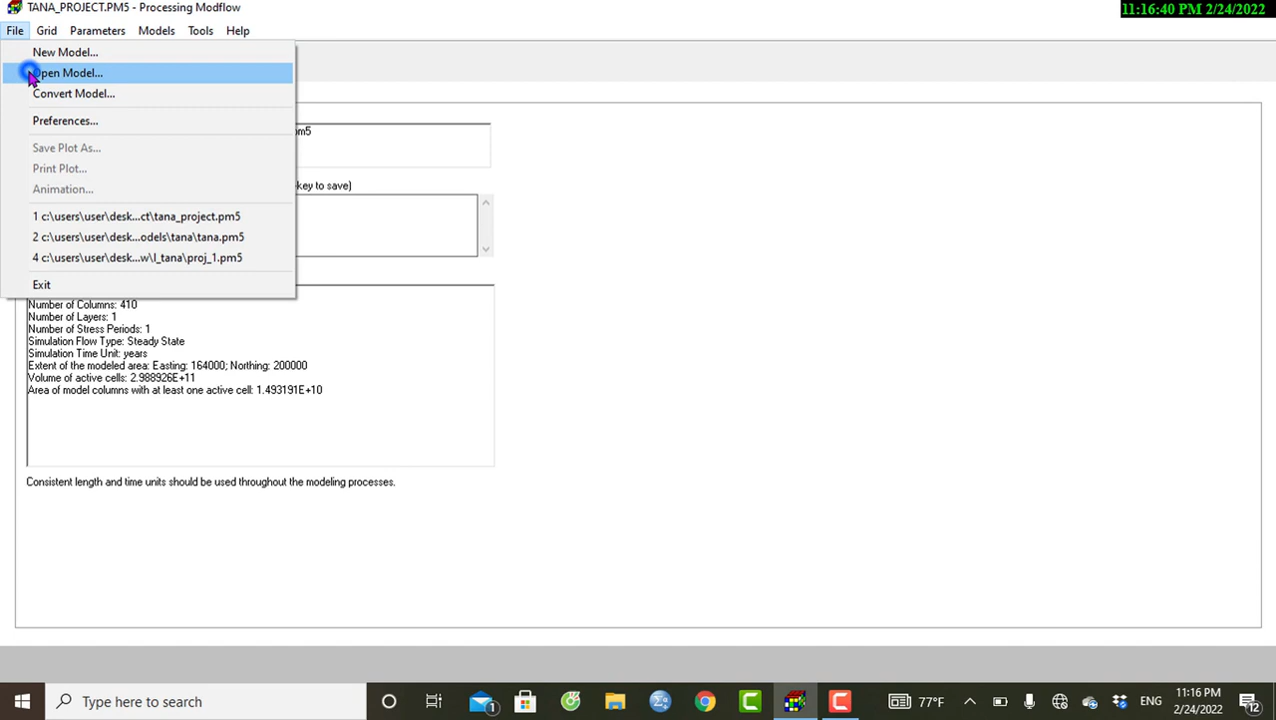 TANA_PROJECT.PM5 - Processing Modflow
11:16:40 PM 2/24/2022
File Grid Parameters Models Tools Help
New Model...
Open Model...
Convert Model...
Preferences...
Save Plot As...
Print Plot...
Animation...
1 c:\users\user\desk...ct\tana_project.pm5
2 c:\users\user\desk...odels\tana\tana.pm5
4 c:\users\user\desk...w\l_tana\proj_1.pm5
Exit
pm5
key to save)
Number of Columns: 410
Number of Layers: 1
Number of Stress Periods: 1
Simulation Flow Type: Steady State
Simulation Time Unit: years
Extent of the modeled area: Easting: 164000; Northing: 200000
Volume of active cells: 2.988926E+11
Area of model columns with at least one active cell: 1.493191E+10
Consistent length and time units should be used throughout the modeling processes.
Type here to search
1
77°F
ENG
11:16 PM
2/24/2022
12